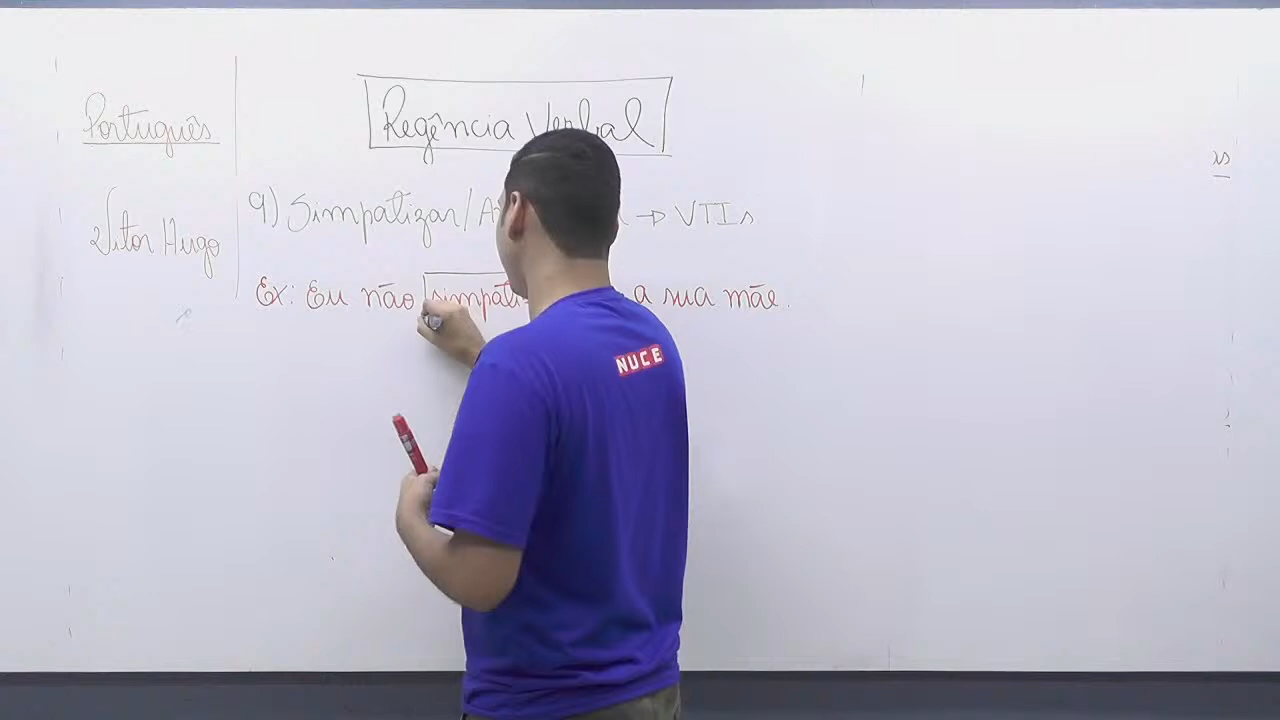 Português
Vitor Hugo
Regência Verbal
9) Simpatizar/ → VTIs
Ex: Eu não a sua mãe.
NUCE